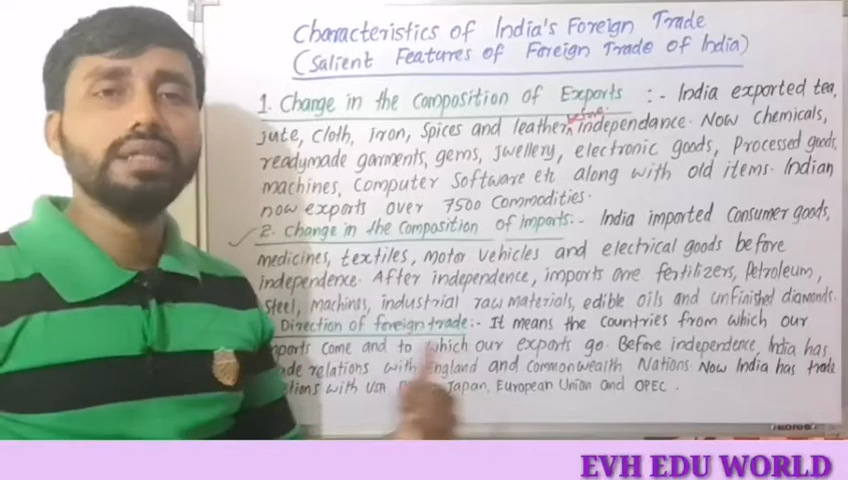 Characteristics of India's Foreign Trade
(Salient Features of Foreign Trade of India)
1. Change in the Composition of Exports :- India exported tea,
jute, cloth, iron, Spices and leather, independance. Now Chemicals,
readymade garments, gems, Jwellery, electronic goods, Processed goods,
machines, Computer Software etc along with old items. Indian
now exports over 7500 Commodities.
2. Change in the Composition of imports:- India imported Consumer goods,
medicines, textiles, motor vehicles and electrical goods before
independence. After independence, imports are fertilizers, Petroleum,
Steel, machines, industrial raw materials, edible oils and unfinished diamonds.
Direction of foreign trade:- It means the Countries from which our
come and to which our exports go. Before independence, India has
relations with England and Commonwealth Nations. Now India has trade
with USA Japan, European Union and OPEC.
EVH EDU WORLD